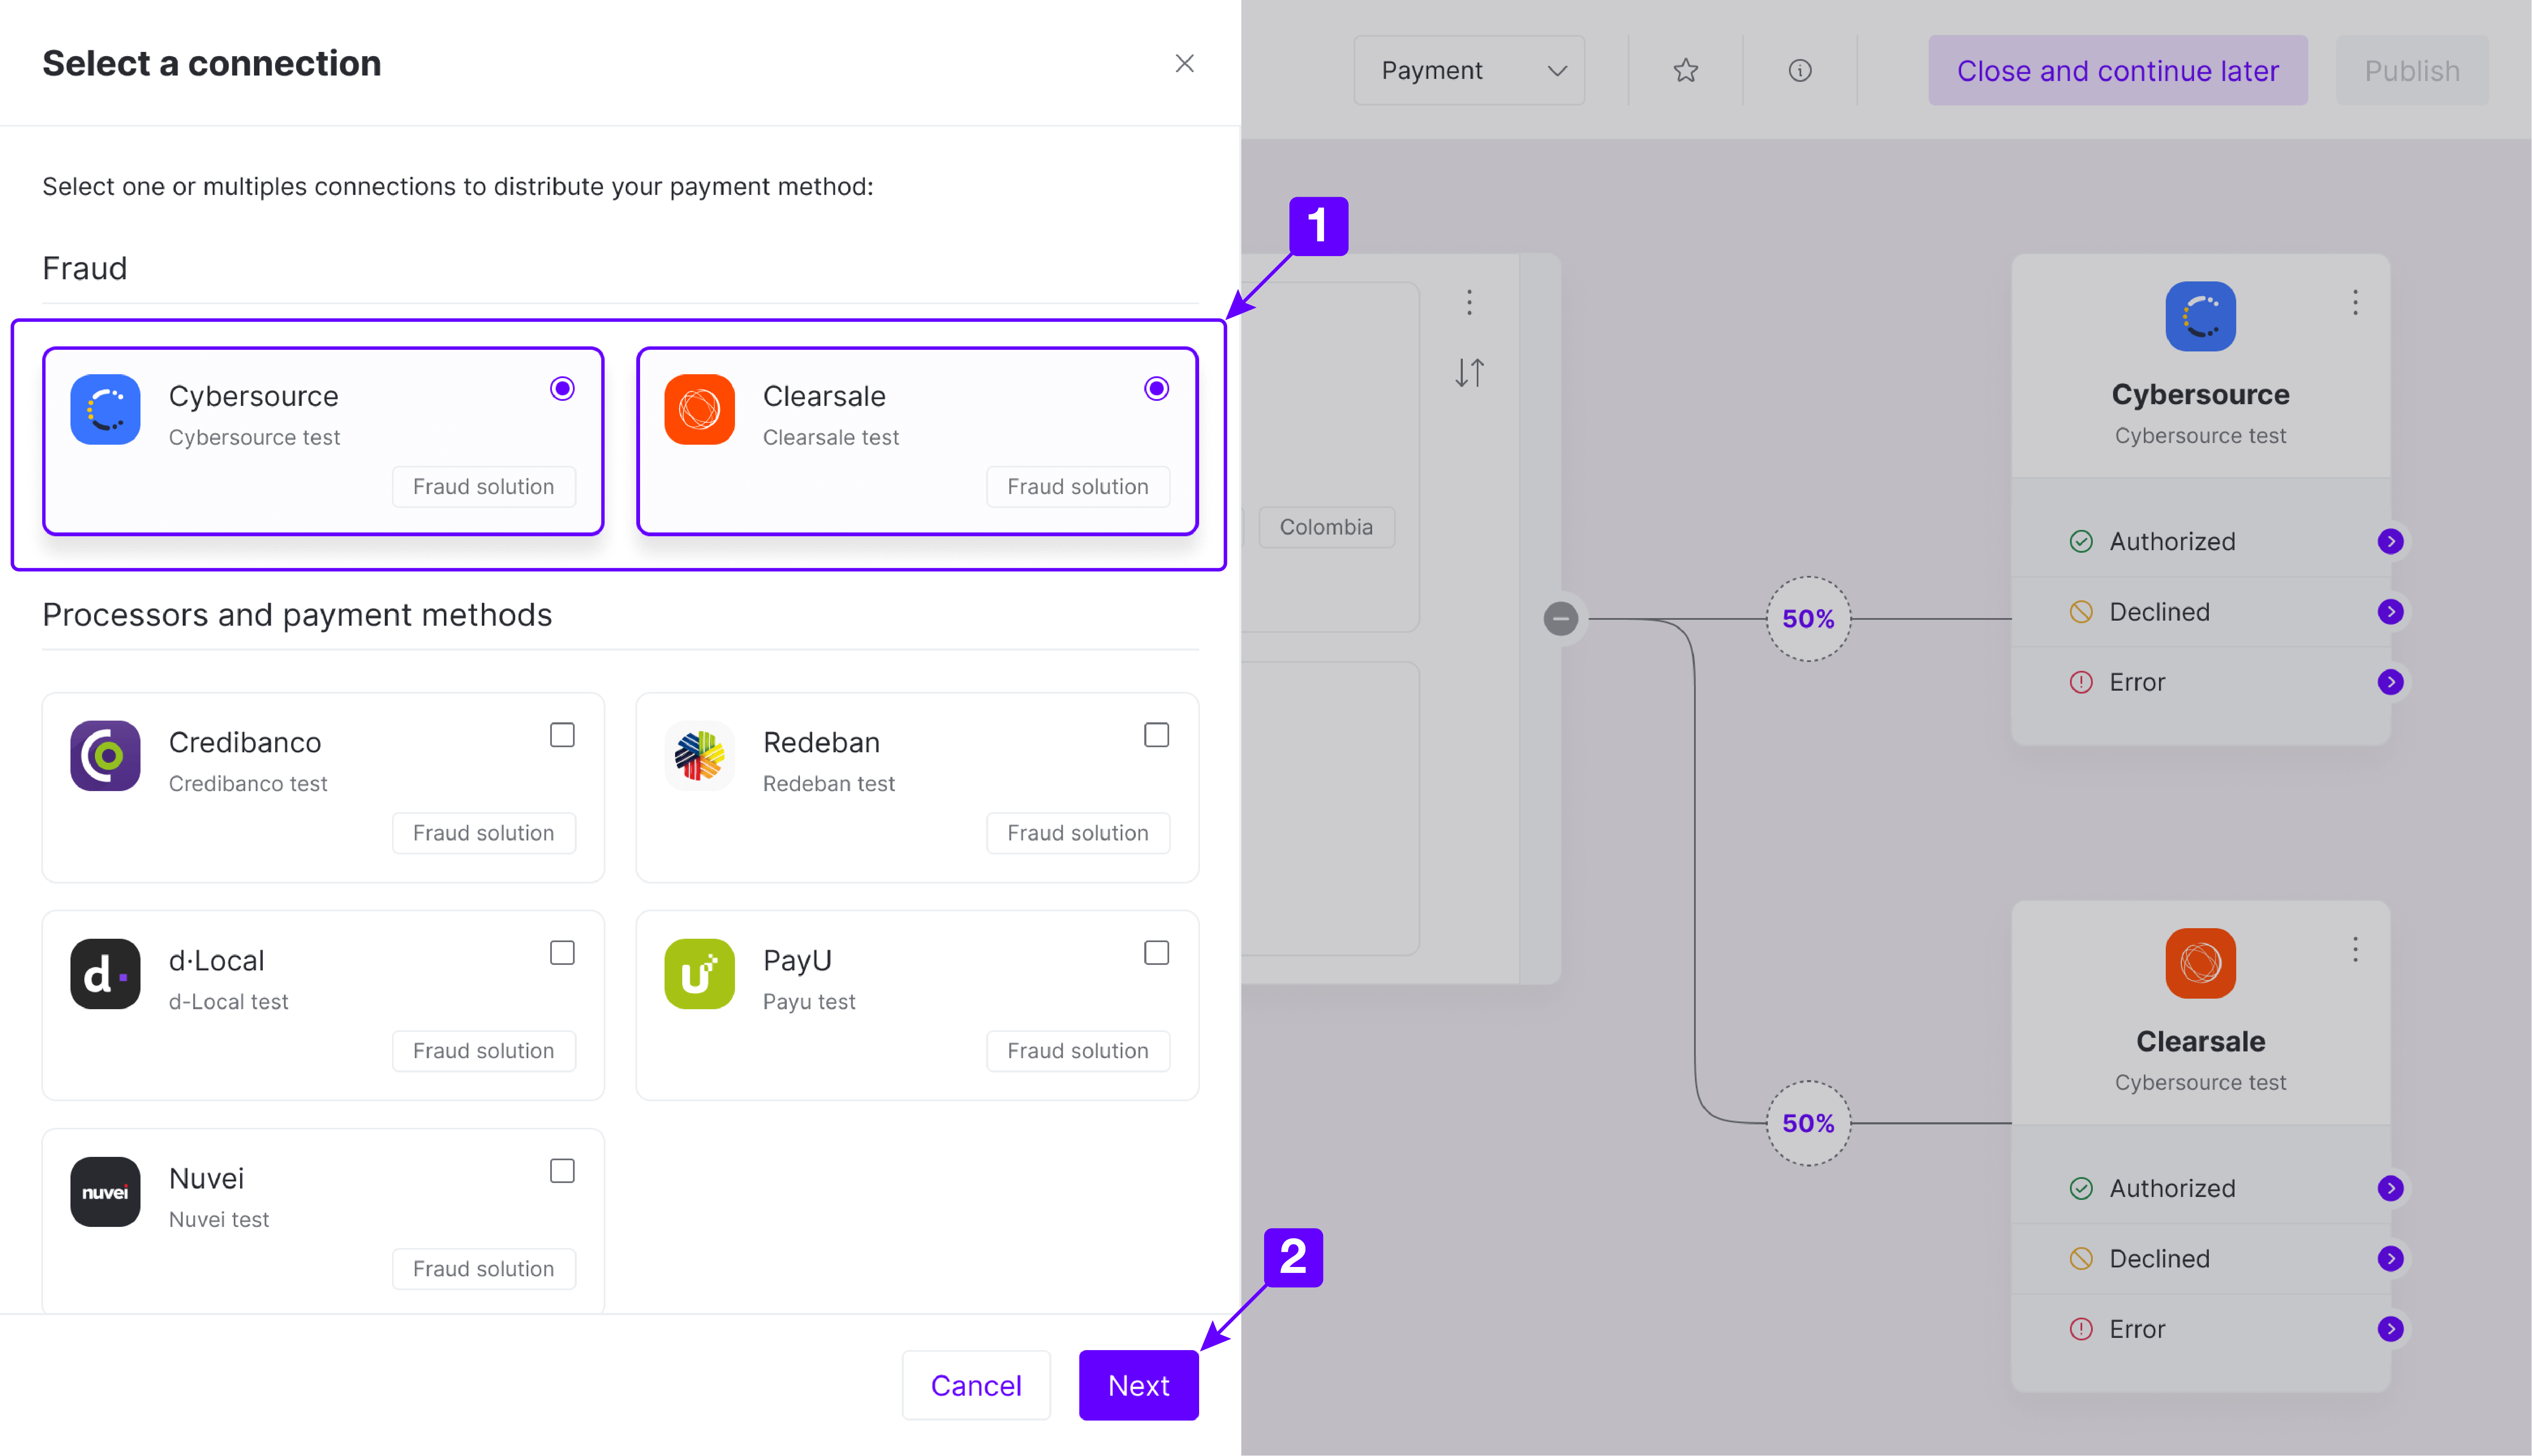 Select a connection
Select one or multiples connections to distribute your payment method:
Fraud
Cybersource
Cybersource test
Fraud solution
Clearsale
Clearsale test
Fraud solution
Processors and payment methods
Credibanco
Credibanco test
Fraud solution
Redeban
Redeban test
Fraud solution
d·
d·Local
d-Local test
Fraud solution
U
PayU
Payu test
Fraud solution
nuvei
Nuvei
Nuvei test
Fraud solution
Cancel
Next
1
2
Payment
Close and continue later
Publish
Colombia
50%
50%
Cybersource
Cybersource test
Authorized
Declined
Error
Clearsale
Cybersource test
Authorized
Declined
Error